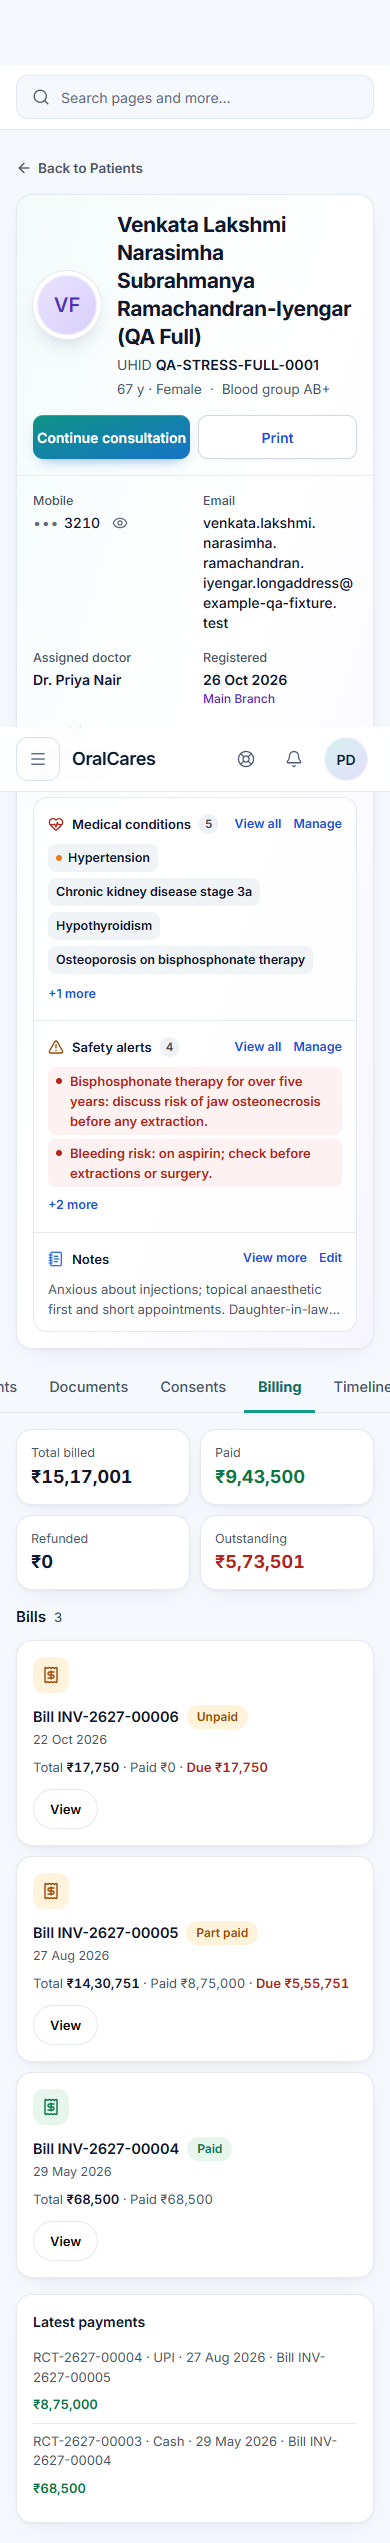 Search pages and more...
Back to Patients
VF
Venkata Lakshmi
Narasimha
Subrahmanya
Ramachandran-Iyengar
(QA Full)
UHID QA-STRESS-FULL-0001
67 y · Female · Blood group AB+
Continue consultation
Print
Mobile
••• 3210
Email
venkata.lakshmi.
narasimha.
ramachandran.
iyengar.longaddress@
example-qa-fixture.
test
Assigned doctor
Dr. Priya Nair
Registered
26 Oct 2026
Main Branch
OralCares
PD
Medical conditions 5 View all Manage
Hypertension
Chronic kidney disease stage 3a
Hypothyroidism
Osteoporosis on bisphosphonate therapy
+1 more
Safety alerts 4 View all Manage
Bisphosphonate therapy for over five
years: discuss risk of jaw osteonecrosis
before any extraction.
Bleeding risk: on aspirin; check before
extractions or surgery.
+2 more
Notes View more Edit
Anxious about injections; topical anaesthetic
first and short appointments. Daughter-in-law...
nts Documents Consents Billing Timeline
Total billed
₹15,17,001
Paid
₹9,43,500
Refunded
₹0
Outstanding
₹5,73,501
Bills 3
Bill INV-2627-00006 Unpaid
22 Oct 2026
Total ₹17,750 · Paid ₹0 · Due ₹17,750
View
Bill INV-2627-00005 Part paid
27 Aug 2026
Total ₹14,30,751 · Paid ₹8,75,000 · Due ₹5,55,751
View
Bill INV-2627-00004 Paid
29 May 2026
Total ₹68,500 · Paid ₹68,500
View
Latest payments
RCT-2627-00004 · UPI · 27 Aug 2026 · Bill INV-
2627-00005
₹8,75,000
RCT-2627-00003 · Cash · 29 May 2026 · Bill INV-
2627-00004
₹68,500